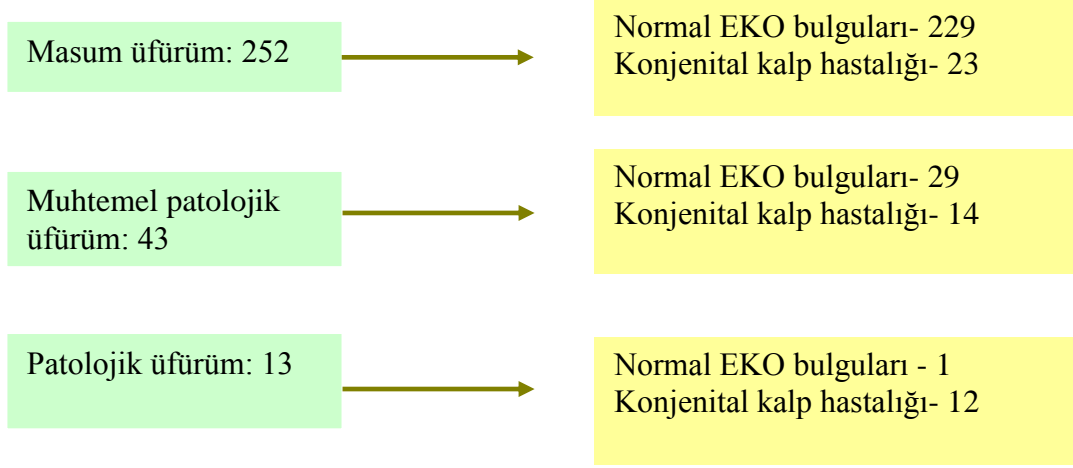 Masum üfürüm: 252
Normal EKO bulguları- 229
Konjenital kalp hastalığı- 23
Muhtemel patolojik
üfürüm: 43
Normal EKO bulguları- 29
Konjenital kalp hastalığı- 14
Patolojik üfürüm: 13
Normal EKO bulguları - 1
Konjenital kalp hastalığı- 12